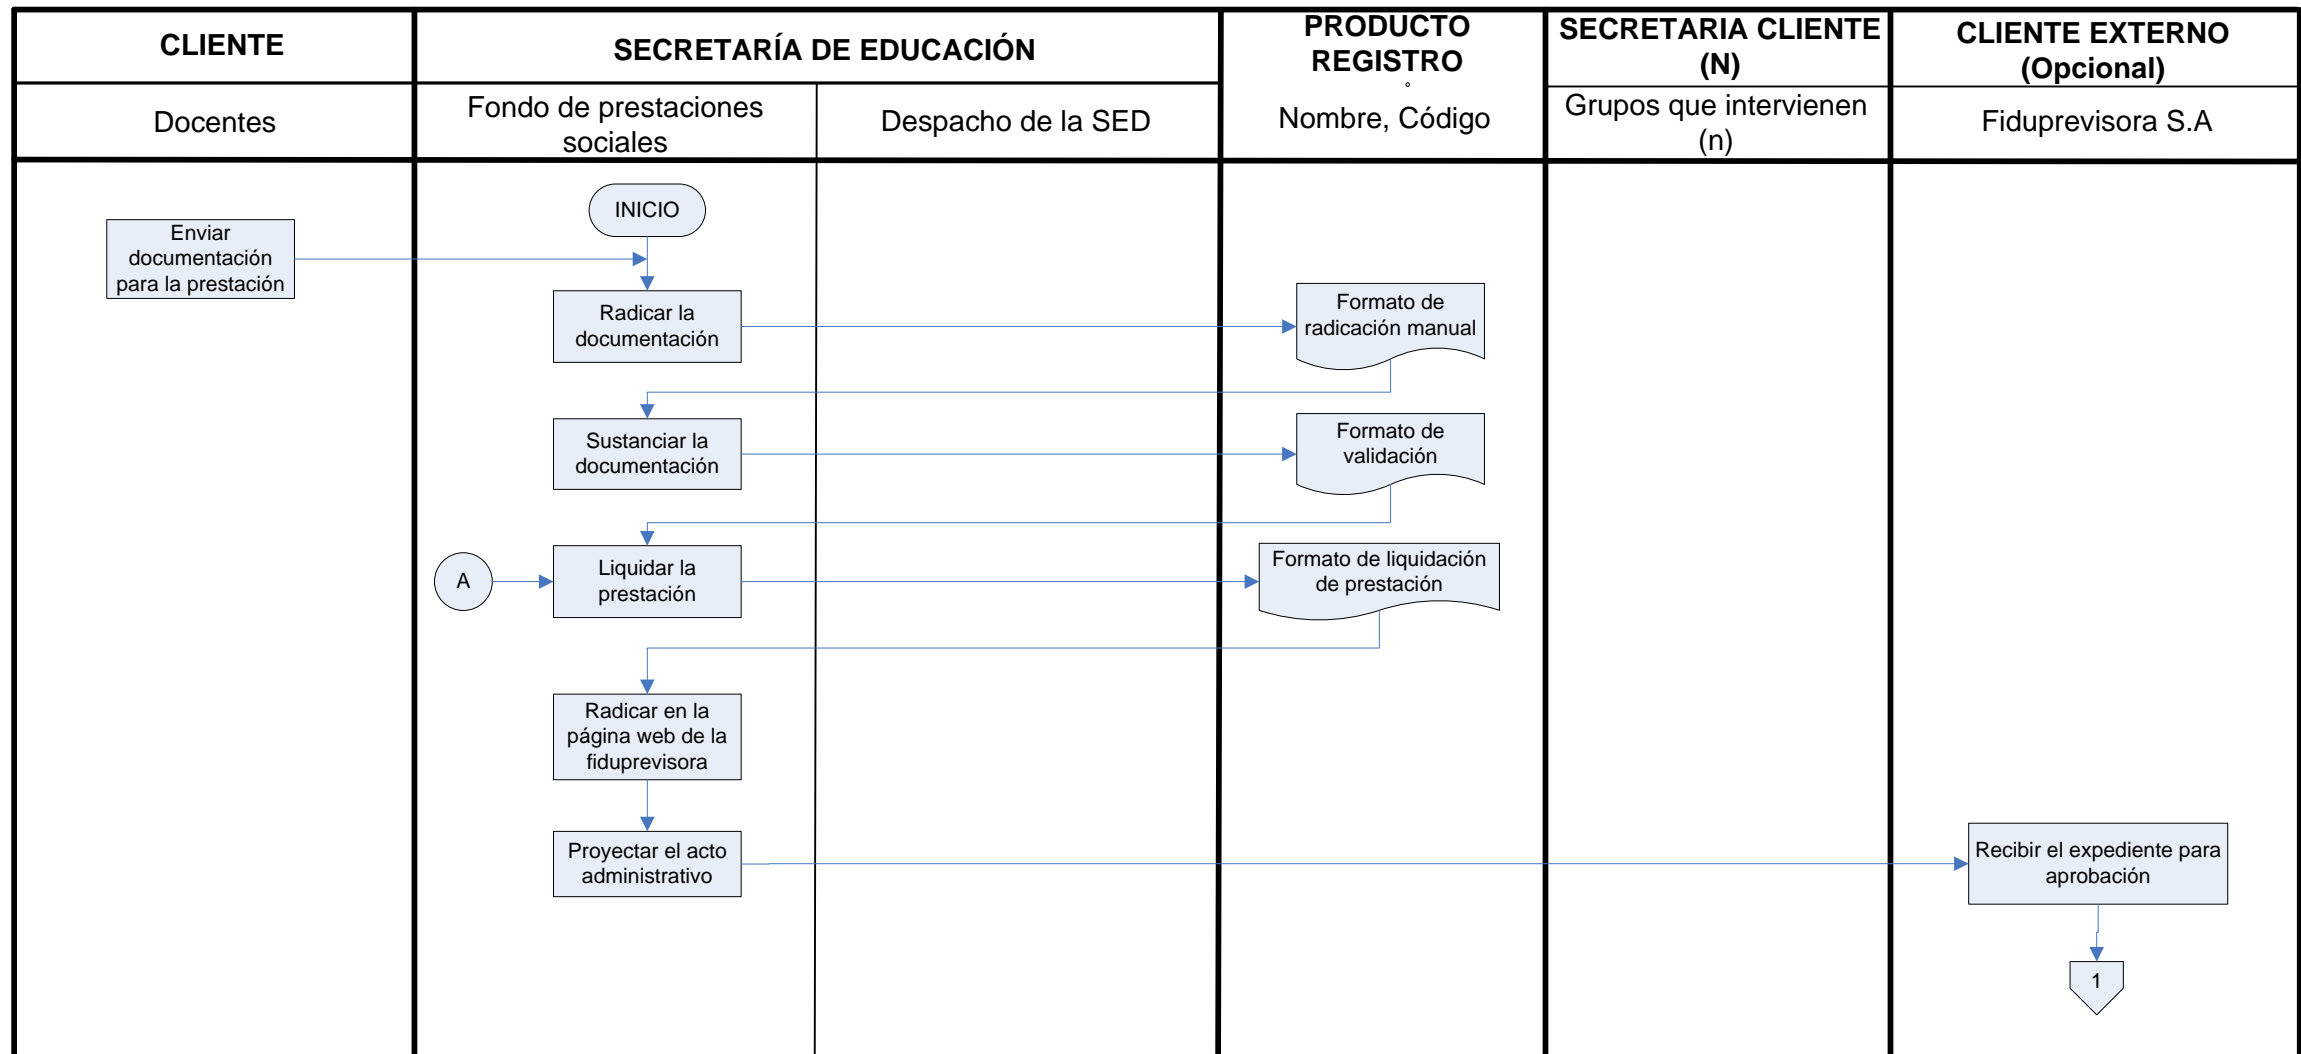 CLIENTE
SECRETARÍA DE EDUCACIÓN
PRODUCTO
REGISTRO
SECRETARIA CLIENTE
(N)
CLIENTE EXTERNO
(Opcional)
Docentes
Fondo de prestaciones
sociales
Despacho de la SED
Nombre, Código
Grupos que intervienen
(n)
Fiduprevisora S.A
INICIO
Enviar
documentación
para la prestación
Radicar la
documentación
Formato de
radicación manual
Sustanciar la
documentación
Formato de
validación
A
Liquidar la
prestación
Formato de liquidación
de prestación
Radicar en la
página web de la
fiduprevisora
Proyectar el acto
administrativo
Recibir el expediente para
aprobación
1